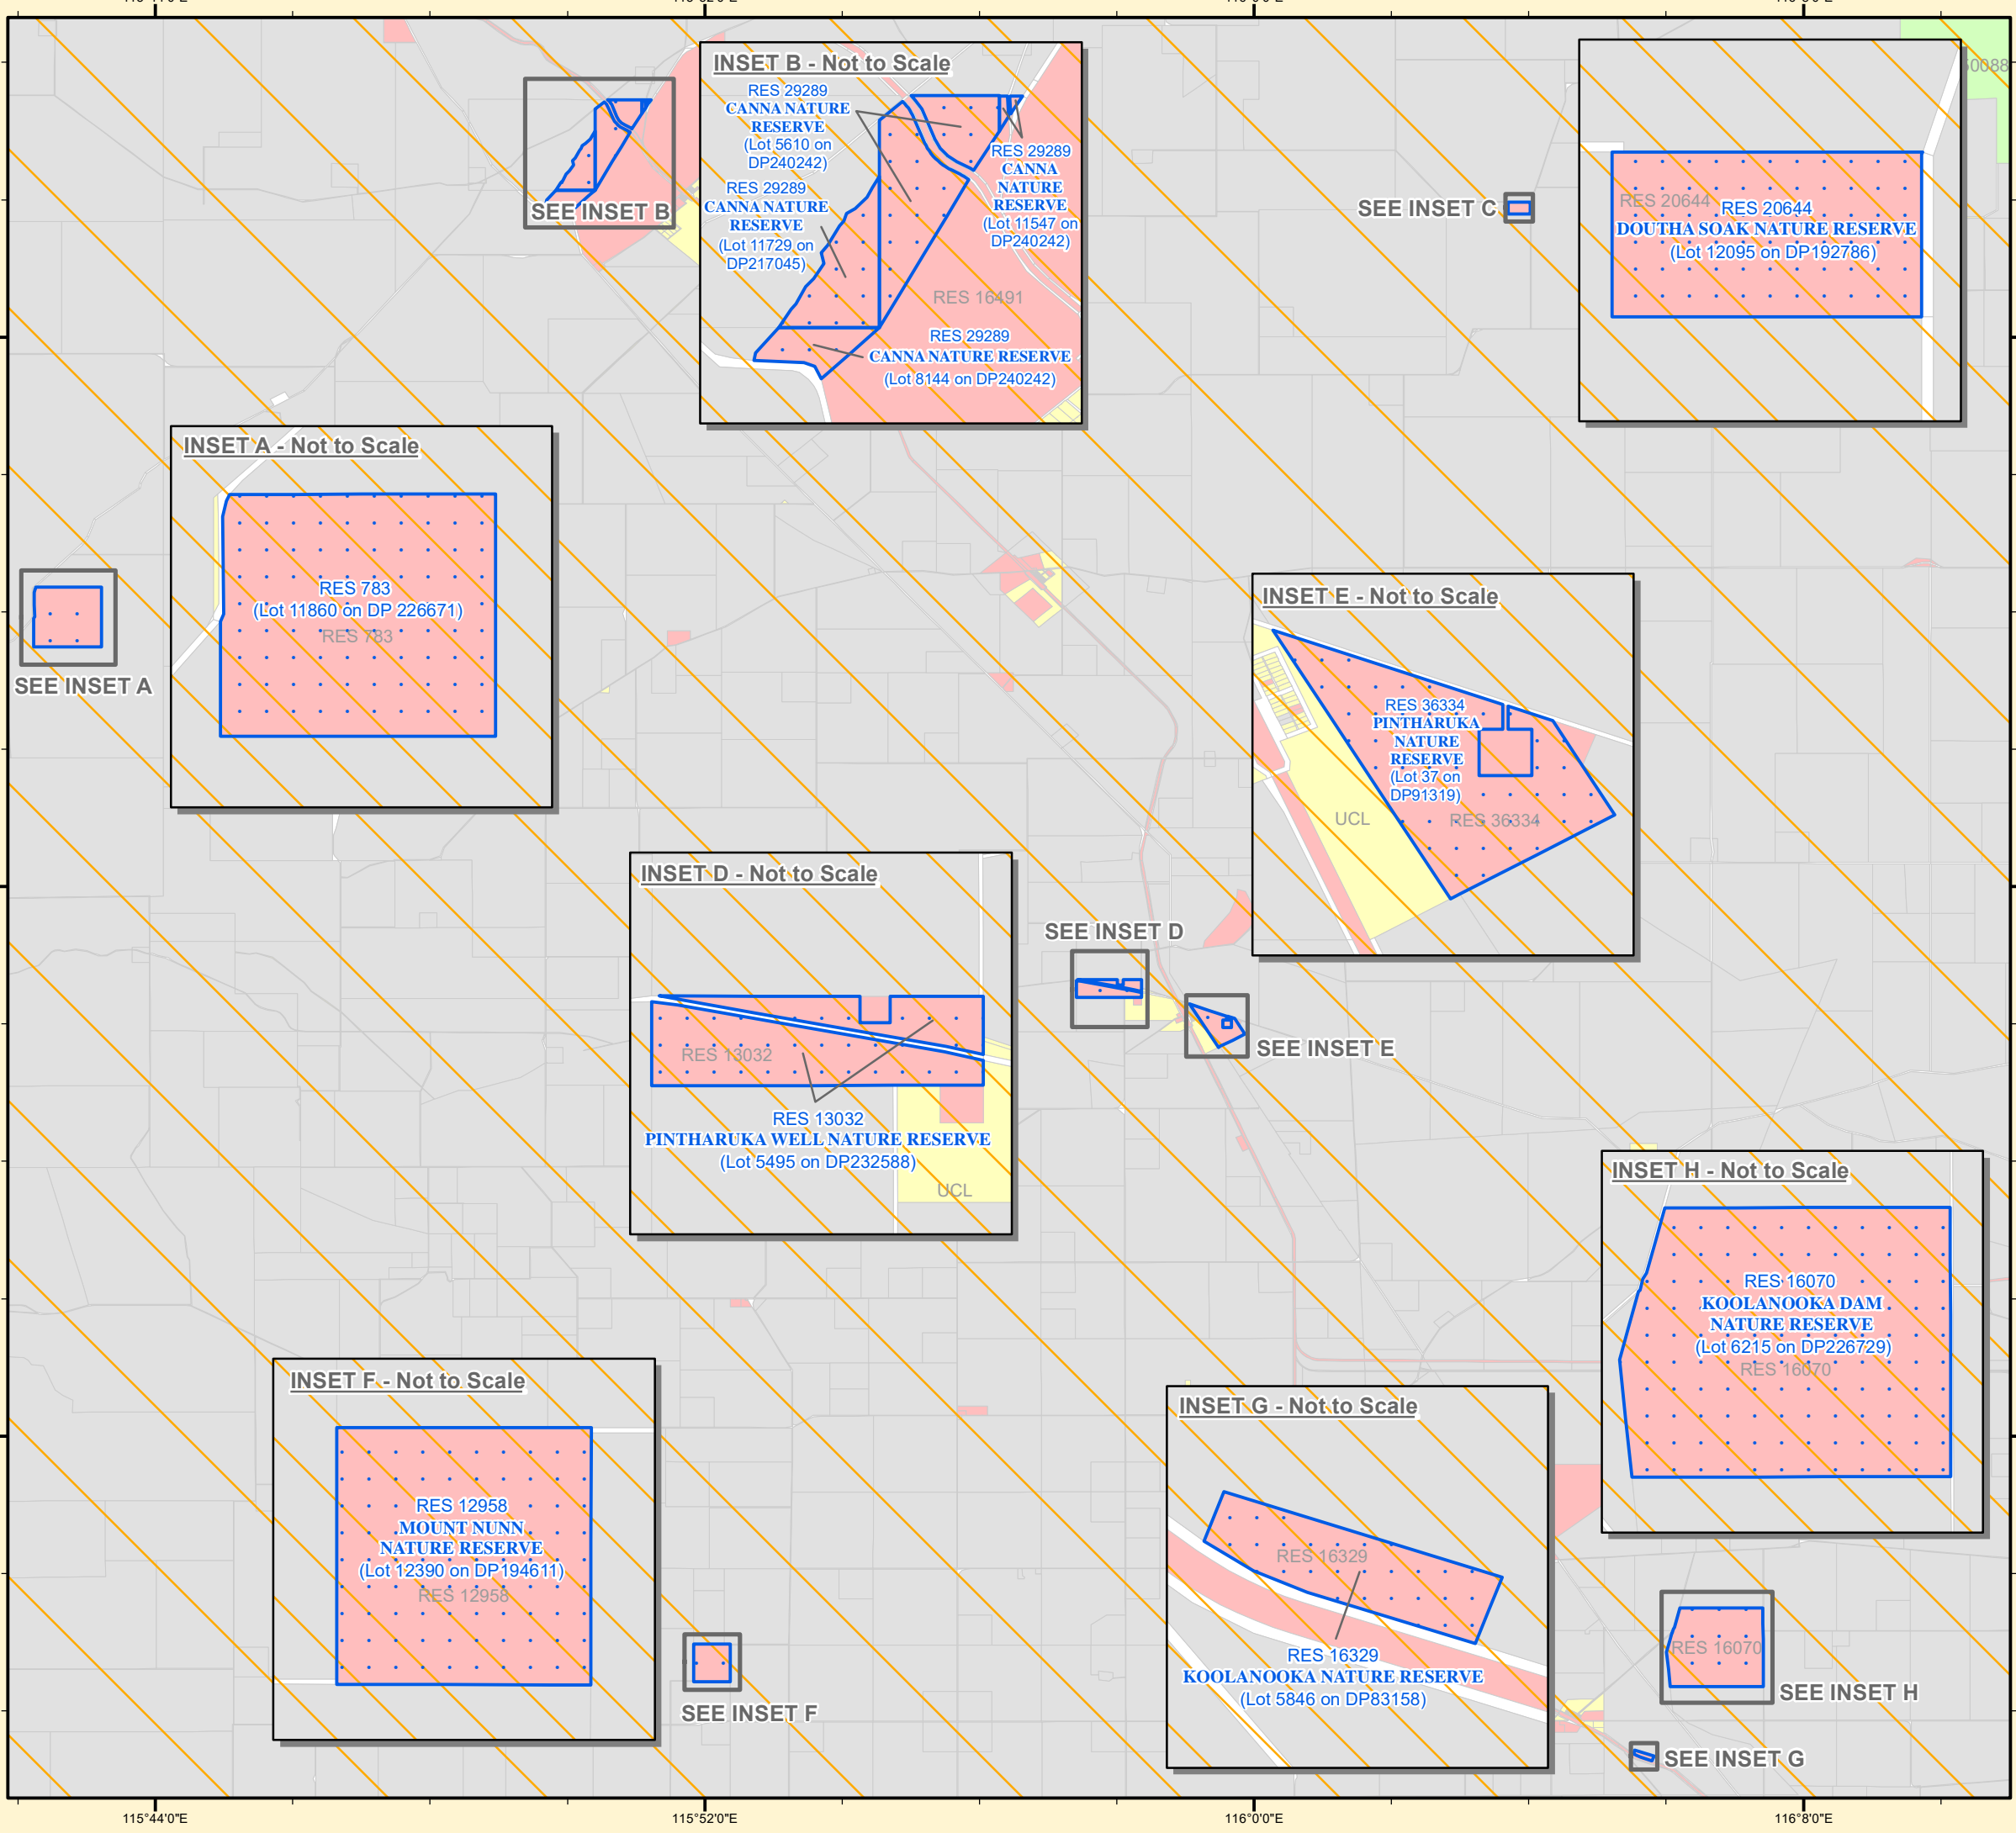 INSET B - Not to Scale
RES 29289
CANNA NATURE
RESERVE
(Lot 5610 on
DP240242)
RES 29289
CANNA NATURE
RESERVE
(Lot 11729 on
DP217045)
RES 29289
CANNA
NATURE
RESERVE
(Lot 11547 on
DP240242)
RES 16491
RES 29289
CANNA NATURE RESERVE
(Lot 8144 on DP240242)
SEE INSET B
SEE INSET C
RES 20644
RES 20644
DOUTHA SOAK NATURE RESERVE
(Lot 12095 on DP192786)
INSET A - Not to Scale
RES 783
(Lot 11860 on DP 226671)
RES 783
SEE INSET A
INSET E - Not to Scale
RES 36334
PINTHARUKA
NATURE
RESERVE
(Lot 37 on
DP91319)
UCL
RES 36334
INSET D - Not to Scale
RES 13032
RES 13032
PINTHARUKA WELL NATURE RESERVE
(Lot 5495 on DP232588)
UCL
SEE INSET D
SEE INSET E
INSET H - Not to Scale
RES 16070
KOOLANOOKA DAM
NATURE RESERVE
(Lot 6215 on DP226729)
RES 16070
INSET F - Not to Scale
RES 12958
MOUNT NUNN
NATURE RESERVE
(Lot 12390 on DP194611)
RES 12958
SEE INSET F
INSET G - Not to Scale
RES 16329
RES 16329
KOOLANOOKA NATURE RESERVE
(Lot 5846 on DP83158)
RES 16070
SEE INSET H
SEE INSET G
115°44'0"E
115°52'0"E
116°0'0"E
116°8'0"E